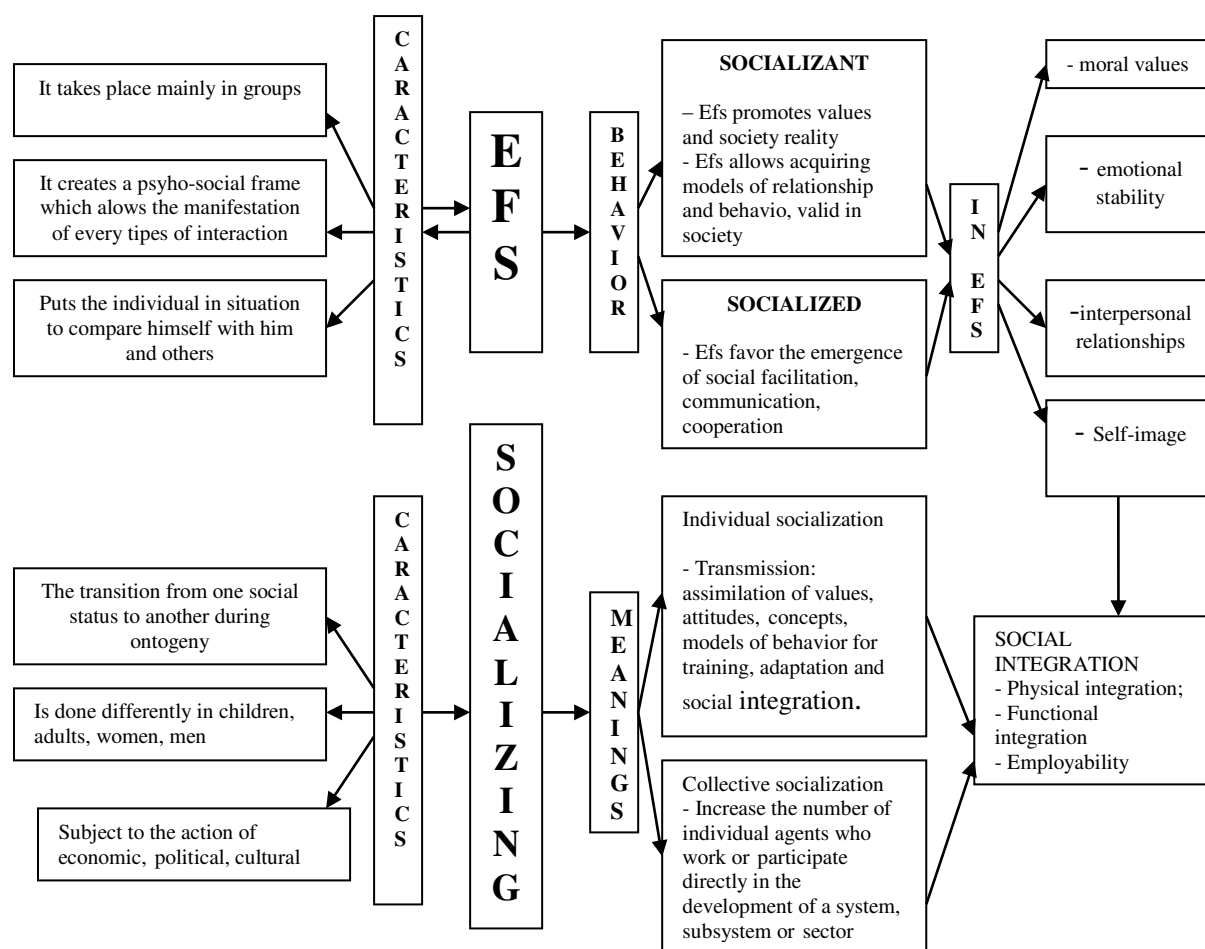 It takes place mainly in groups
It creates a psyho-social frame
which alows the manifestation
of every tipes of interaction
Puts the individual in situation
to compare himself with him
and others
CARACTERISTICS
EFS
BEHAVIOR
SOCIALIZANT
– Efs promotes values
and society reality
- Efs allows acquiring
models of relationship
and behavio, valid in
society
SOCIALIZED
- Efs favor the emergence
of social facilitation,
communication,
cooperation
IN EFS
- moral values
- emotional
stability
-interpersonal
relationships
- Self-image
The transition from one social
status to another during
ontogeny
Is done differently in children,
adults, women, men
Subject to the action of
economic, political, cultural
CARACTERISTICS
SOCIALIZING
MEANINGS
Individual socialization
- Transmission:
assimilation of values,
attitudes, concepts,
models of behavior for
training, adaptation and
social integration.
Collective socialization
- Increase the number of
individual agents who
work or participate
directly in the
development of a system,
subsystem or sector
SOCIAL
INTEGRATION
- Physical integration;
- Functional
integration
- Employability